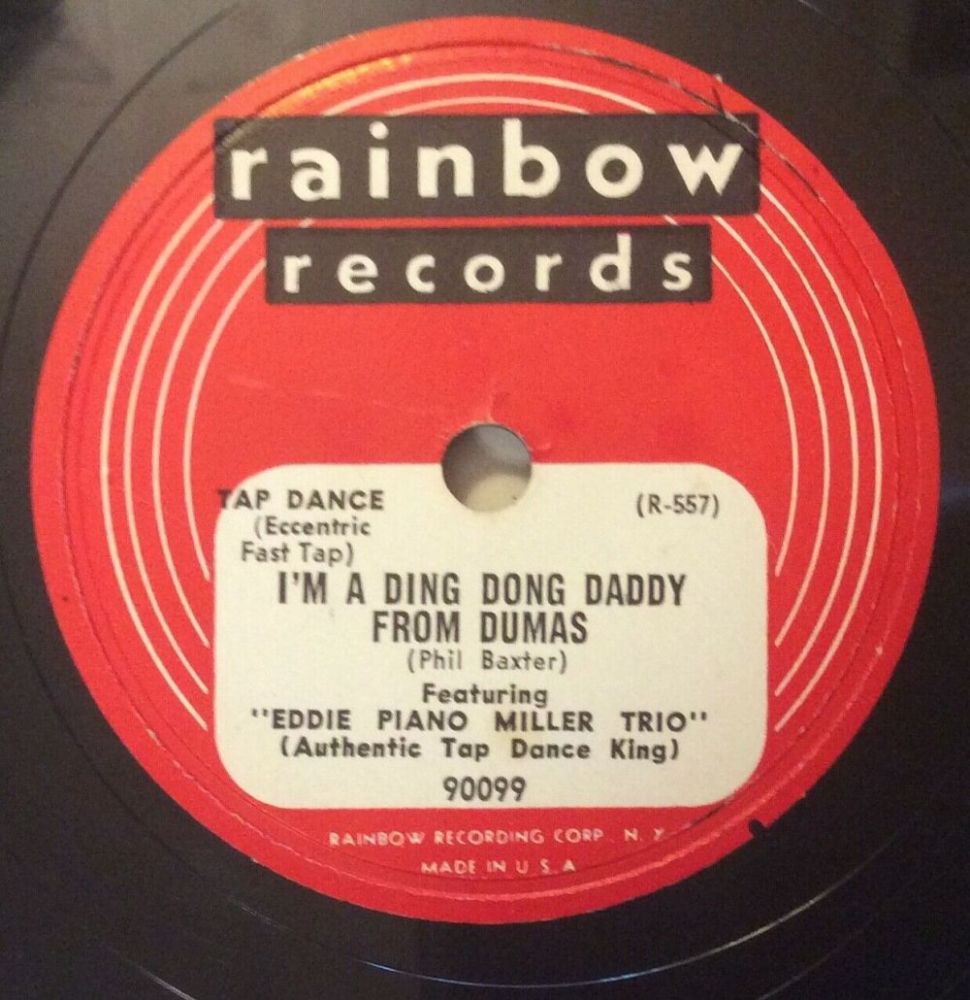 rainbow
records
TAP DANCE (R-557)
(Eccentric
Fast Tap)
I'M A DING DONG DADDY
FROM DUMAS
(Phil Baxter)
Featuring
"EDDIE PIANO MILLER TRIO"
(Authentic Tap Dance King)
90099
RAINBOW RECORDING CORP. N. Y.
MADE IN U S A